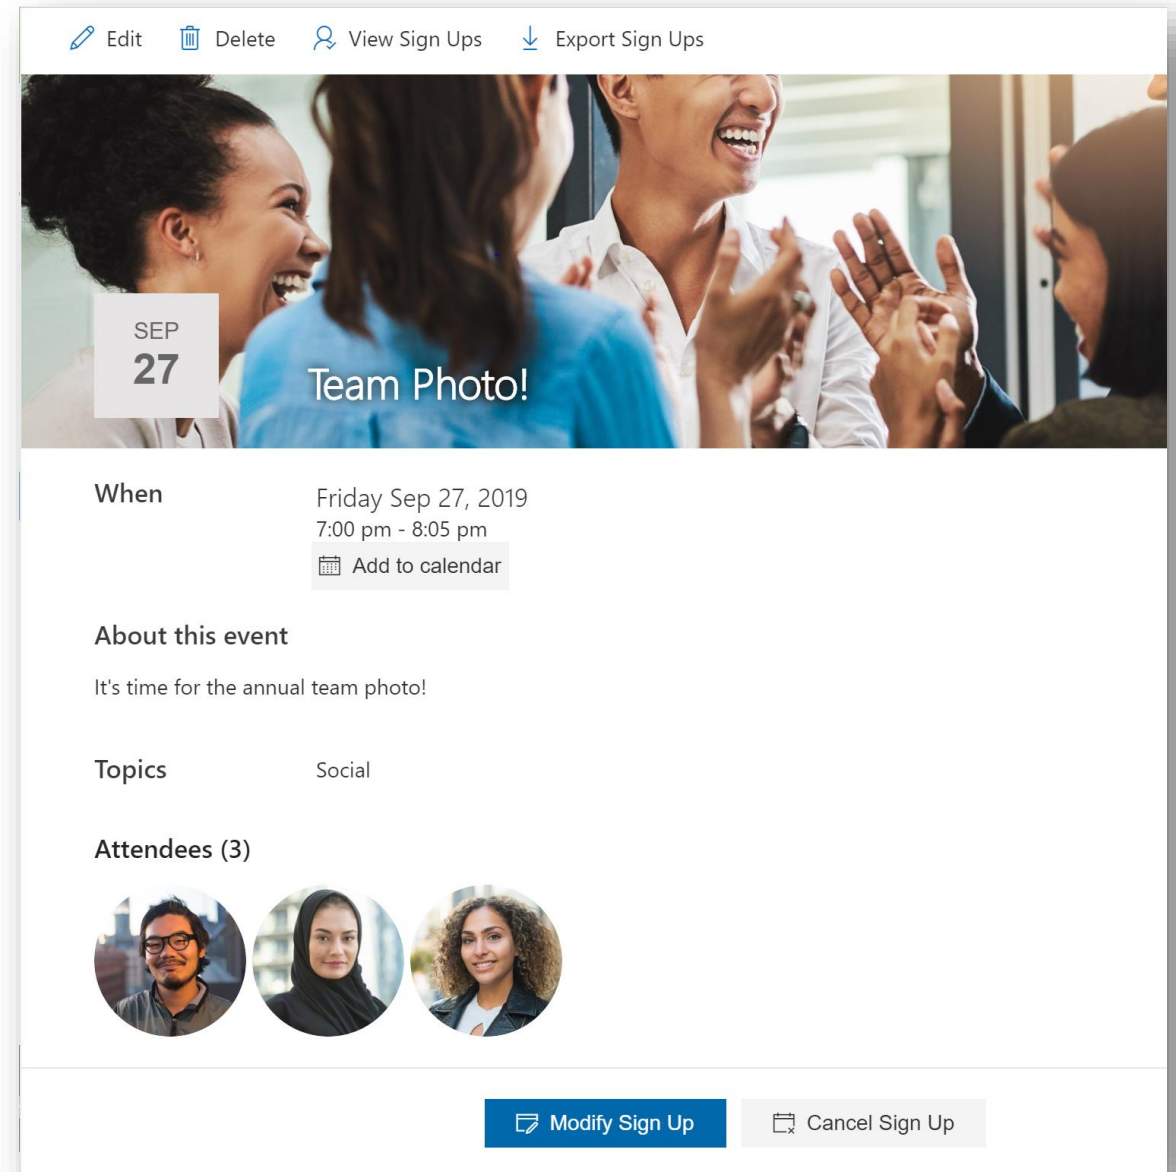 Edit Delete View Sign Ups Export Sign Ups
SEP
27
Team Photo!
When
Friday Sep 27, 2019
7:00 pm - 8:05 pm
Add to calendar
About this event
It's time for the annual team photo!
Topics Social
Attendees (3)
Modify Sign Up Cancel Sign Up